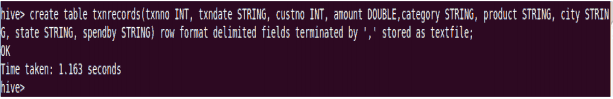 hive> create table txnrecords(txnno INT, txndate STRING, custno INT, amount DOUBLE,category STRING, product STRING, city STRIN
G, state STRING, spendby STRING) row format delimited fields terminated by ',' stored as textfile;
OK
Time taken: 1.163 seconds
hive>